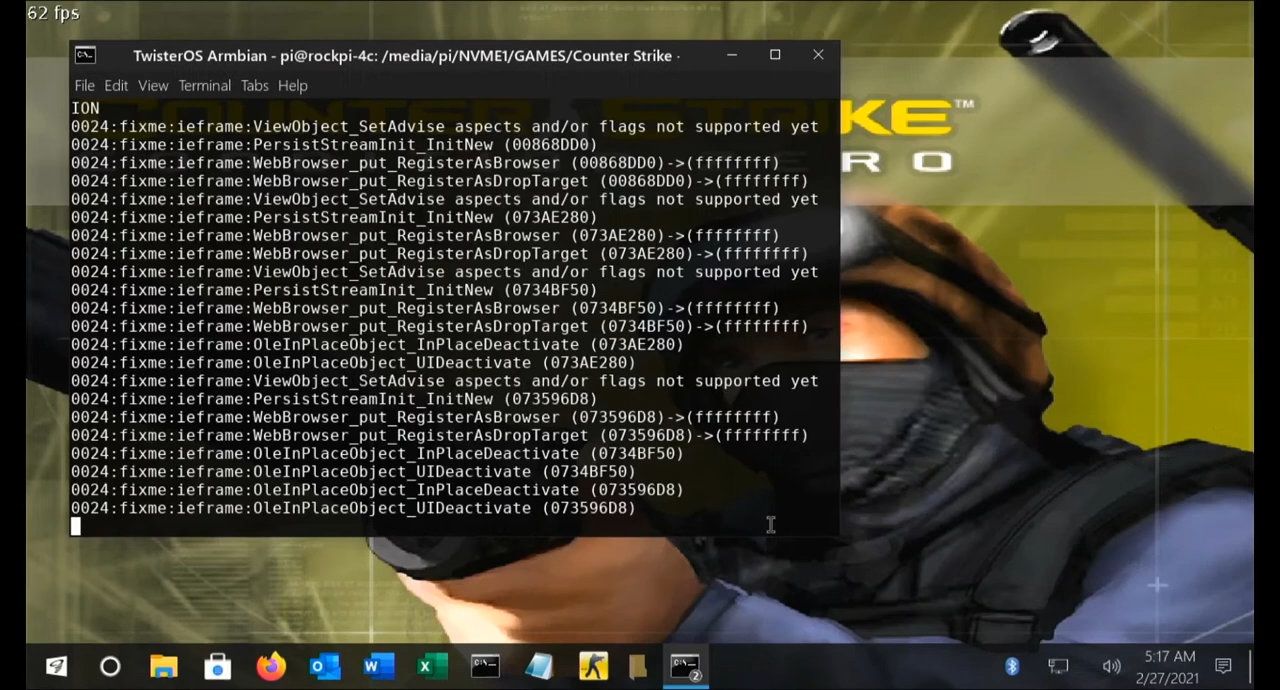 62 fps
TwisterOS Armbian - pi@rockpi-4c: /media/pi/NVME1/GAMES/Counter Strike -
File Edit View Terminal Tabs Help
COUNTER STRIKE™
ZERO
ION
0024:fixme:ieframe:ViewObject_SetAdvise aspects and/or flags not supported yet
0024:fixme:ieframe:PersistStreamInit_InitNew (00868DD0)
0024:fixme:ieframe:WebBrowser_put_RegisterAsBrowser (00868DD0)->(ffffffff)
0024:fixme:ieframe:WebBrowser_put_RegisterAsDropTarget (00868DD0)->(ffffffff)
0024:fixme:ieframe:ViewObject_SetAdvise aspects and/or flags not supported yet
0024:fixme:ieframe:PersistStreamInit_InitNew (073AE280)
0024:fixme:ieframe:WebBrowser_put_RegisterAsBrowser (073AE280)->(ffffffff)
0024:fixme:ieframe:WebBrowser_put_RegisterAsDropTarget (073AE280)->(ffffffff)
0024:fixme:ieframe:ViewObject_SetAdvise aspects and/or flags not supported yet
0024:fixme:ieframe:PersistStreamInit_InitNew (0734BF50)
0024:fixme:ieframe:WebBrowser_put_RegisterAsBrowser (0734BF50)->(ffffffff)
0024:fixme:ieframe:WebBrowser_put_RegisterAsDropTarget (0734BF50)->(ffffffff)
0024:fixme:ieframe:OleInPlaceObject_InPlaceDeactivate (073AE280)
0024:fixme:ieframe:OleInPlaceObject_UIDeactivate (073AE280)
0024:fixme:ieframe:ViewObject_SetAdvise aspects and/or flags not supported yet
0024:fixme:ieframe:PersistStreamInit_InitNew (073596D8)
0024:fixme:ieframe:WebBrowser_put_RegisterAsBrowser (073596D8)->(ffffffff)
0024:fixme:ieframe:WebBrowser_put_RegisterAsDropTarget (073596D8)->(ffffffff)
0024:fixme:ieframe:OleInPlaceObject_InPlaceDeactivate (0734BF50)
0024:fixme:ieframe:OleInPlaceObject_UIDeactivate (0734BF50)
0024:fixme:ieframe:OleInPlaceObject_InPlaceDeactivate (073596D8)
0024:fixme:ieframe:OleInPlaceObject_UIDeactivate (073596D8)
5:17 AM
2/27/2021